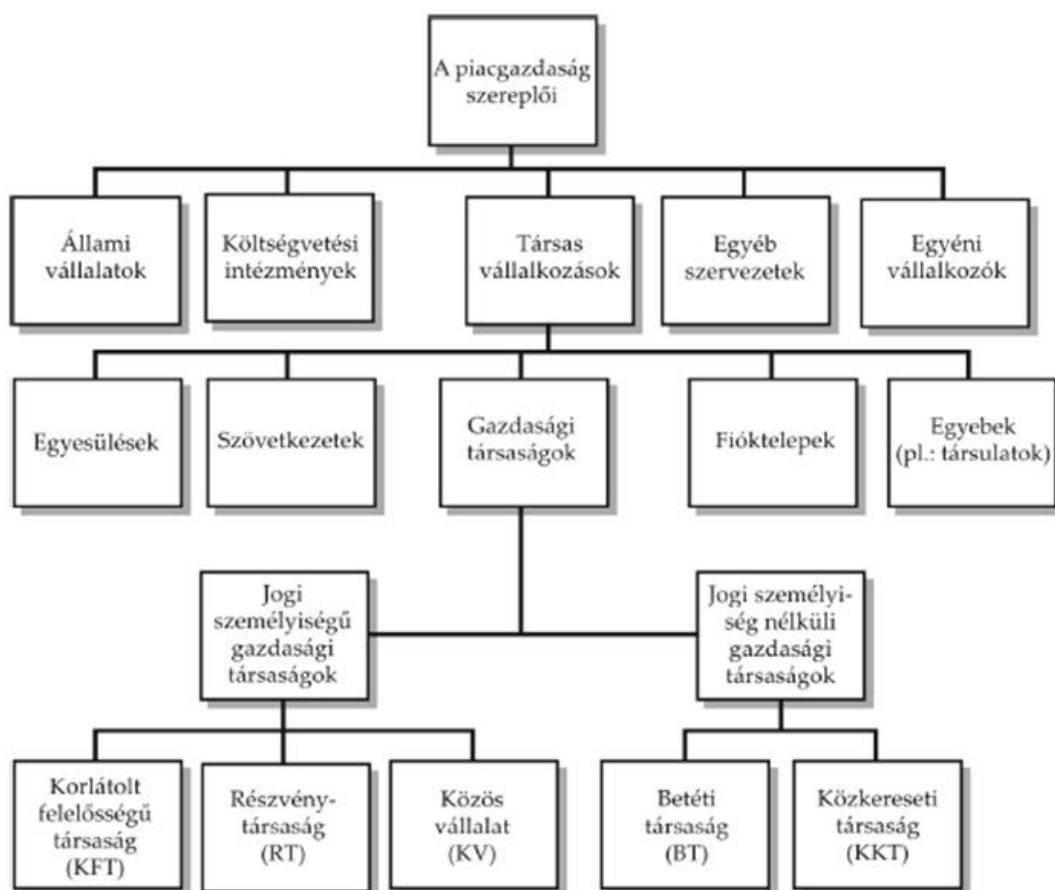 A piacgazdaság
szereplői
Állami
vállalatok
Költségvetési
intézmények
Társas
vállalkozások
Egyéb
szervezetek
Egyéni
vállalkozók
Egyesülések
Szövetkezetek
Gazdasági
társaságok
Fióktelepek
Egyebek
(pl.: társulatok)
Jogi
személyiségű
gazdasági
társaságok
Jogi személyi-
ség nélküli
gazdasági
társaságok
Korlátolt
felelősségű
társaság
(KFT)
Részvény-
társaság
(RT)
Közös
vállalat
(KV)
Betéti
társaság
(BT)
Közkereseti
társaság
(KKT)